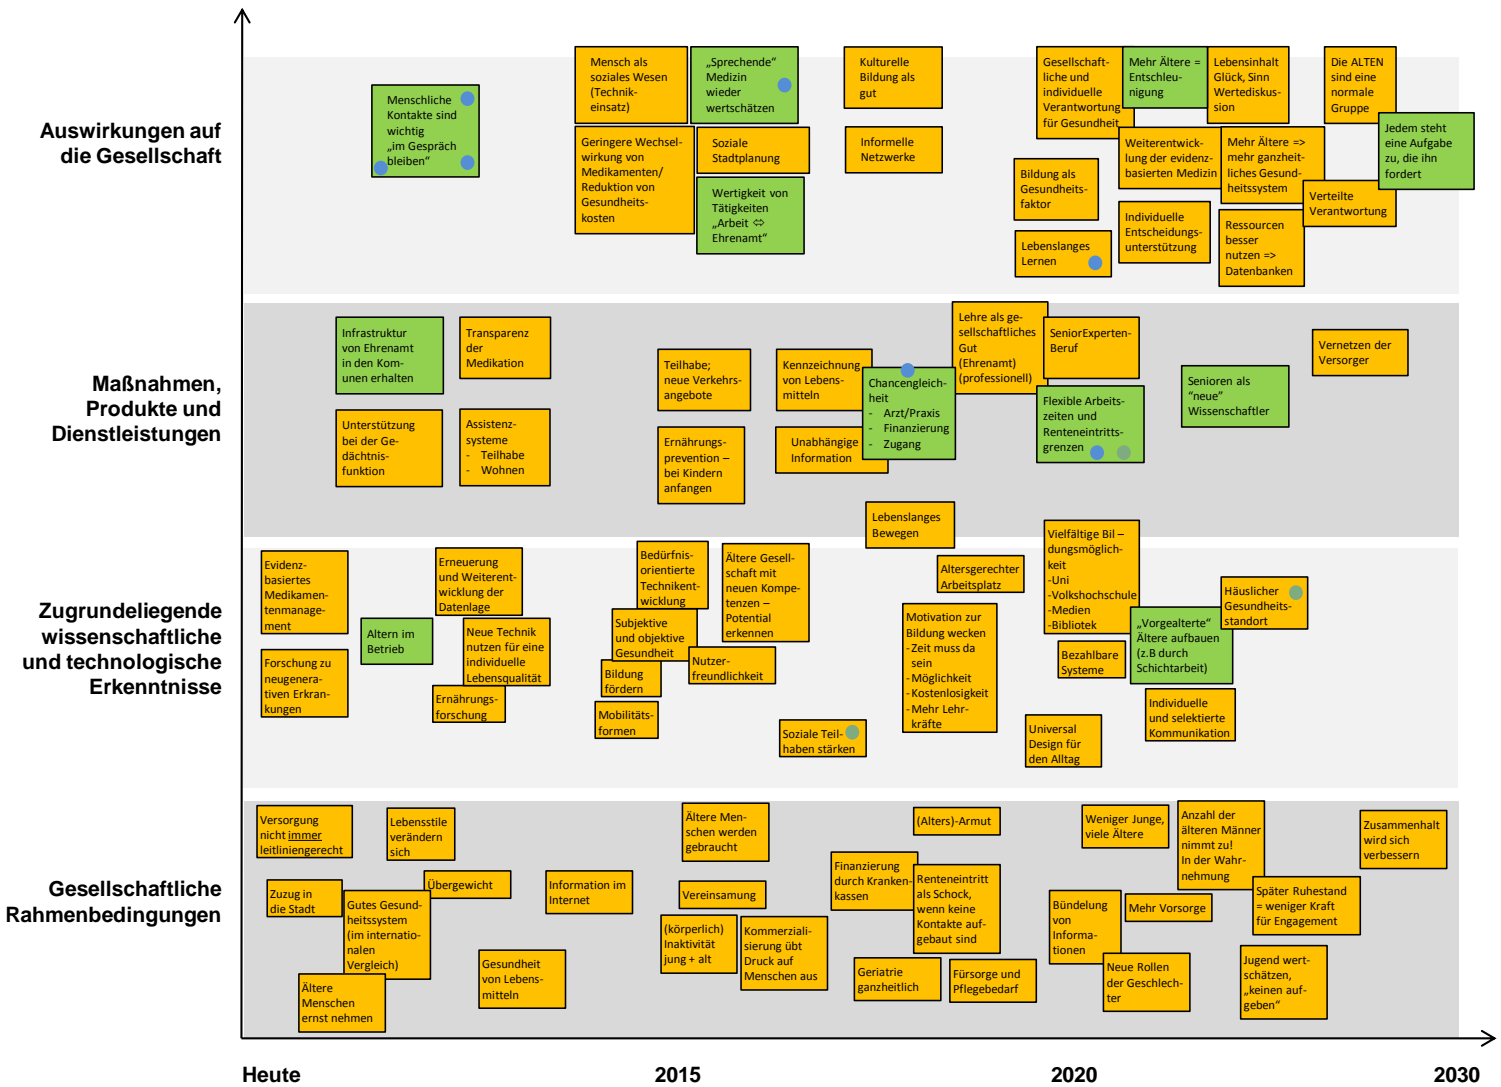 Auswirkungen auf
die Gesellschaft
Menschliche
Kontakte sind
wichtig
„im Gespräch
bleiben“
Mensch als
soziales Wesen
(Technik-
einsatz)
„Sprechende“
Medizin
wieder
wertschätzen
Geringere Wechsel-
wirkung von
Medikamenten/
Reduktion von
Gesundheits-
kosten
Soziale
Stadtplanung
Wertigkeit von
Tätigkeiten
„Arbeit ⇔
Ehrenamt“
Kulturelle
Bildung als
gut
Informelle
Netzwerke
Gesellschaft-
liche und
individuelle
Verantwortung
für Gesundheit
Mehr Ältere =
Entschleu-
nigung
Lebensinhalt
Glück, Sinn
Wertediskus-
sion
Die ALTEN
sind eine
normale
Gruppe
Jedem steht
eine Aufgabe
zu, die ihn
fordert
Bildung als
Gesundheits-
faktor
Weiterentwick-
lung der evidenz-
basierten Medizin
Mehr Ältere =>
mehr ganzheit-
liches Gesund-
heitssystem
Verteilte
Verantwortung
Lebenslanges
Lernen
Individuelle
Entscheidungs-
unterstützung
Ressourcen
besser
nutzen =>
Datenbanken
Maßnahmen,
Produkte und
Dienstleistungen
Infrastruktur
von Ehrenamt
in den Kom-
unen erhalten
Transparenz
der
Medikation
Unterstützung
bei der Ge-
dächtnis-
funktion
Assistenz-
systeme
- Teilhabe
- Wohnen
Teilhabe;
neue Verkehrs-
angebote
Ernährungs-
prevention –
bei Kindern
anfangen
Kennzeichnung
von Lebens-
mitteln
Unabhängige
Information
Chancengleich-
heit
- Arzt/Praxis
- Finanzierung
- Zugang
Lehre als ge-
sellschaftliches
Gut
(Ehrenamt)
(professionell)
SeniorExperten-
Beruf
Flexible Arbeits-
zeiten und
Renteneintritts-
grenzen
Senioren als
“neue”
Wissenschaftler
Vernetzen der
Versorger
Lebenslanges
Bewegen
Zugrundeliegende
wissenschaftliche
und technologische
Erkenntnisse
Evidenz-
basiertes
Medikamen-
tenmanage-
ment
Forschung zu
neugenera-
tiven Erkran-
kungen
Altern im
Betrieb
Erneuerung
und Weiterent-
wicklung der
Datenlage
Neue Technik
nutzen für eine
individuelle
Lebensqualität
Ernährungs-
forschung
Bedürfnis-
orientierte
Technikent-
wicklung
Subjektive
und objektive
Gesundheit
Bildung
fördern
Mobilitäts-
formen
Ältere Gesell-
schaft mit
neuen Kompe-
tenzen –
Potential
erkennen
Nutzer-
freundlichkeit
Soziale Teil-
haben stärken
Altersgerechter
Arbeitsplatz
Motivation zur
Bildung wecken
-Zeit muss da
sein
-Möglichkeit
-Kostenlosigkeit
-Mehr Lehr-
kräfte
Vielfältige Bil –
dungsmöglich-
keit
-Uni
-Volkshochschule
-Medien
-Bibliotek
Bezahlbare
Systeme
Universal
Design für
den Alltag
„Vorgealterte“
Ältere aufbauen
(z.B durch
Schichtarbeit)
Häuslicher
Gesundheits-
standort
Individuelle
und selektierte
Kommunikation
Gesellschaftliche
Rahmenbedingungen
Versorgung
nicht immer
leitliniengerecht
Lebensstile
verändern
sich
Zuzug in
die Stadt
Gutes Gesund-
heitssystem
(im internatio-
nalen
Vergleich)
Übergewicht
Ältere
Menschen
ernst nehmen
Gesundheit
von Lebens-
mitteln
Information im
Internet
Ältere Men-
schen werden
gebraucht
Vereinsamung
(körperlich)
Inaktivität
jung + alt
Kommerziali-
sierung übt
Druck auf
Menschen aus
(Alters)-Armut
Finanzierung
durch Kranken-
kassen
Renteneintritt
als Schock,
wenn keine
Kontakte auf-
gebaut sind
Geriatrie
ganzheitlich
Fürsorge und
Pflegebedarf
Weniger Junge,
viele Ältere
Anzahl der
älteren Männer
nimmt zu!
In der Wahr-
nehmung
Zusammenhalt
wird sich
verbessern
Bündelung
von
Informa-
tionen
Mehr Vorsorge
Später Ruhestand
= weniger Kraft
für Engagement
Neue Rollen
der Geschlech-
ter
Jugend wert-
schätzen,
„keinen auf-
geben“
Heute
2015
2020
2030